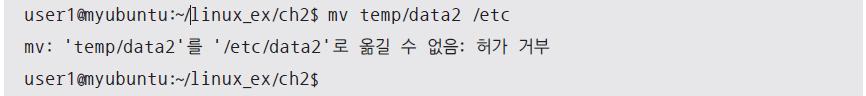 user1@myubuntu:~/linux_ex/ch2$ mv temp/data2 /etc
mv: 'temp/data2'를 '/etc/data2'로 옮길 수 없음: 허가 거부
user1@myubuntu:~/linux_ex/ch2$